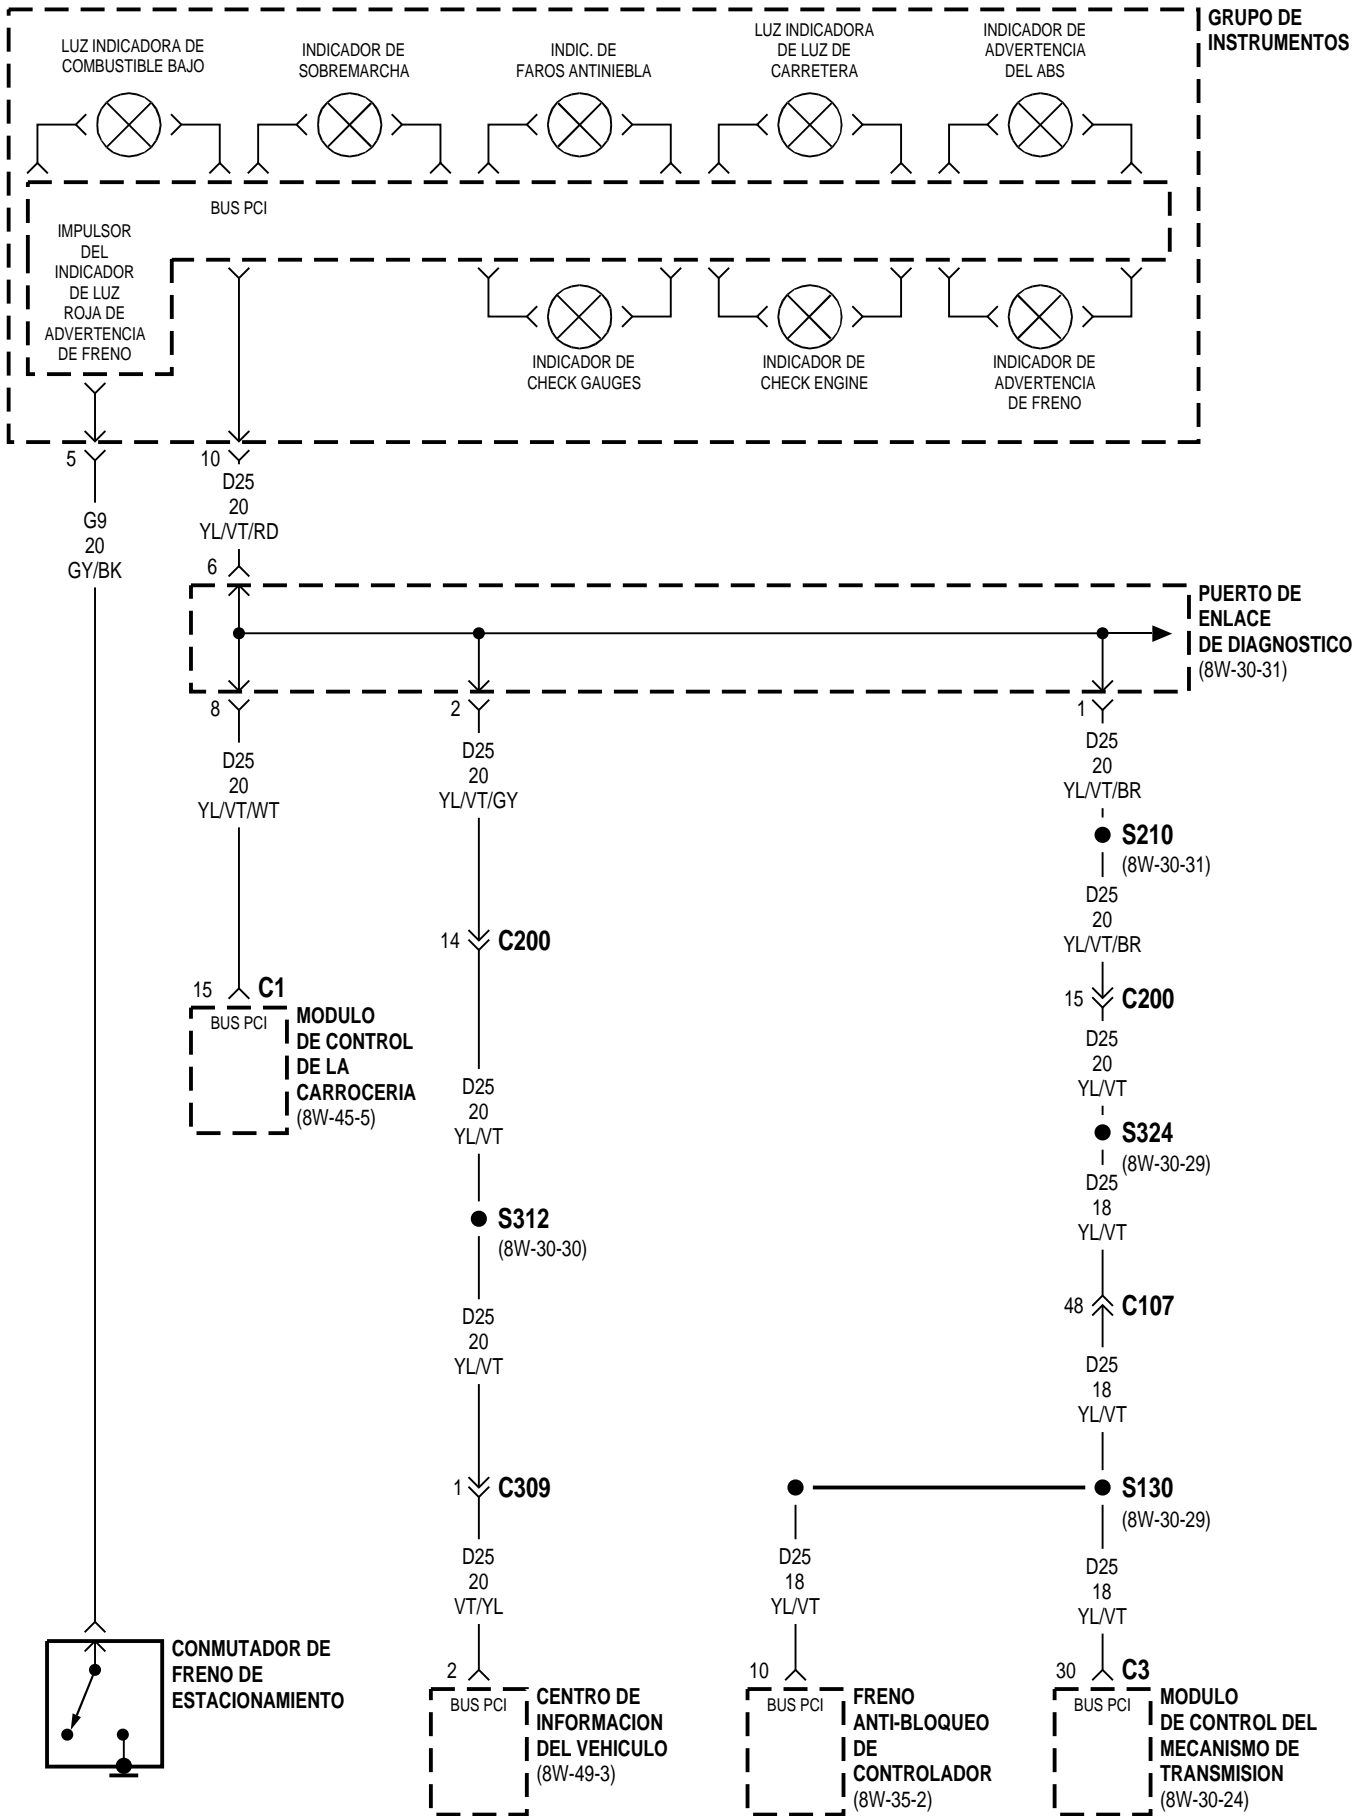 GRUPO DE
INSTRUMENTOS
LUZ INDICADORA DE
COMBUSTIBLE BAJO
INDICADOR DE
SOBREMARCHA
INDIC. DE
FAROS ANTINIEBLA
LUZ INDICADORA
DE LUZ DE
CARRETERA
INDICADOR DE
ADVERTENCIA
DEL ABS
BUS PCI
IMPULSOR
DEL
INDICADOR
DE LUZ
ROJA DE
ADVERTENCIA
DE FRENO
INDICADOR DE
CHECK GAUGES
INDICADOR DE
CHECK ENGINE
INDICADOR DE
ADVERTENCIA
DE FRENO
5
G9
20
GY/BK
10
D25
20
YL/VT/RD
6
PUERTO DE
ENLACE
DE DIAGNOSTICO
(8W-30-31)
8
D25
20
YL/VT/WT
15
C1
BUS PCI
MODULO
DE CONTROL
DE LA
CARROCERIA
(8W-45-5)
2
D25
20
YL/VT/GY
14
C200
D25
20
YL/VT
S312
(8W-30-30)
D25
20
YL/VT
1
C309
D25
20
VT/YL
2
BUS PCI
CENTRO DE
INFORMACION
DEL VEHICULO
(8W-49-3)
1
D25
20
YL/VT/BR
S210
(8W-30-31)
D25
20
YL/VT/BR
15
C200
D25
20
YL/VT
S324
(8W-30-29)
D25
18
YL/VT
48
C107
D25
18
YL/VT
S130
(8W-30-29)
D25
18
YL/VT
10
BUS PCI
FRENO
ANTI-BLOQUEO
DE
CONTROLADOR
(8W-35-2)
D25
18
YL/VT
30
C3
BUS PCI
MODULO
DE CONTROL DEL
MECANISMO DE
TRANSMISION
(8W-30-24)
CONMUTADOR DE
FRENO DE
ESTACIONAMIENTO